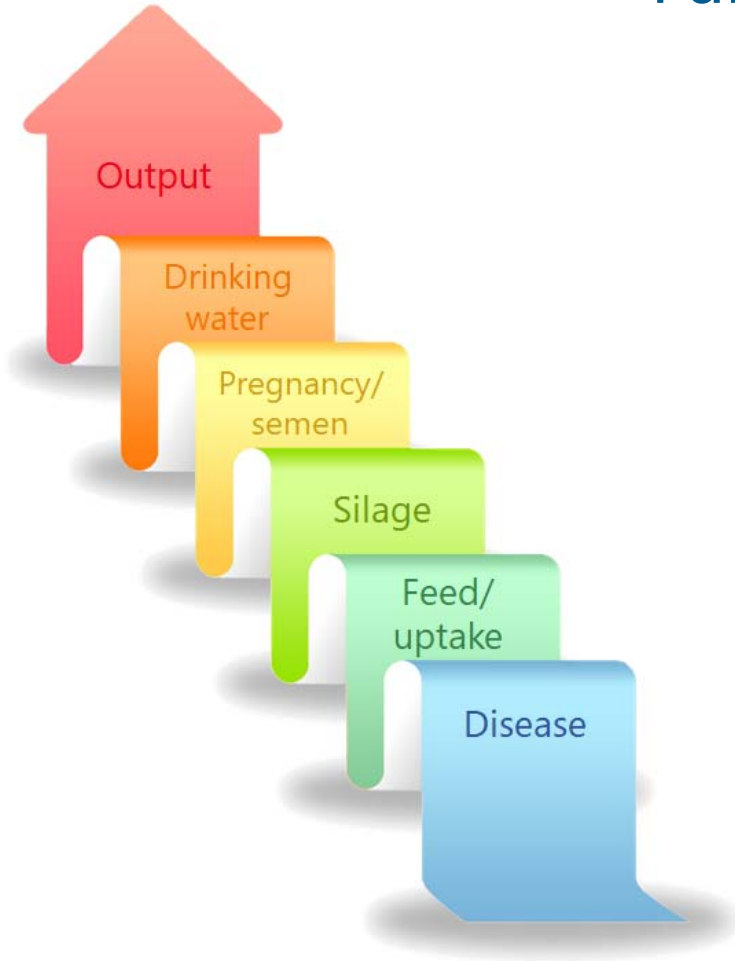 Output
Drinking
water
Pregnancy/
semen
Silage
Feed/
uptake
Disease